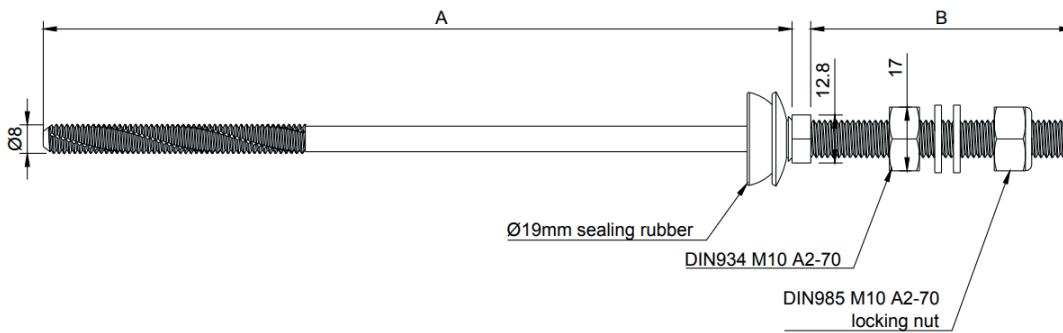 A
B
Ø8
12.8
17
Ø19mm sealing rubber
DIN934 M10 A2-70
DIN985 M10 A2-70
locking nut